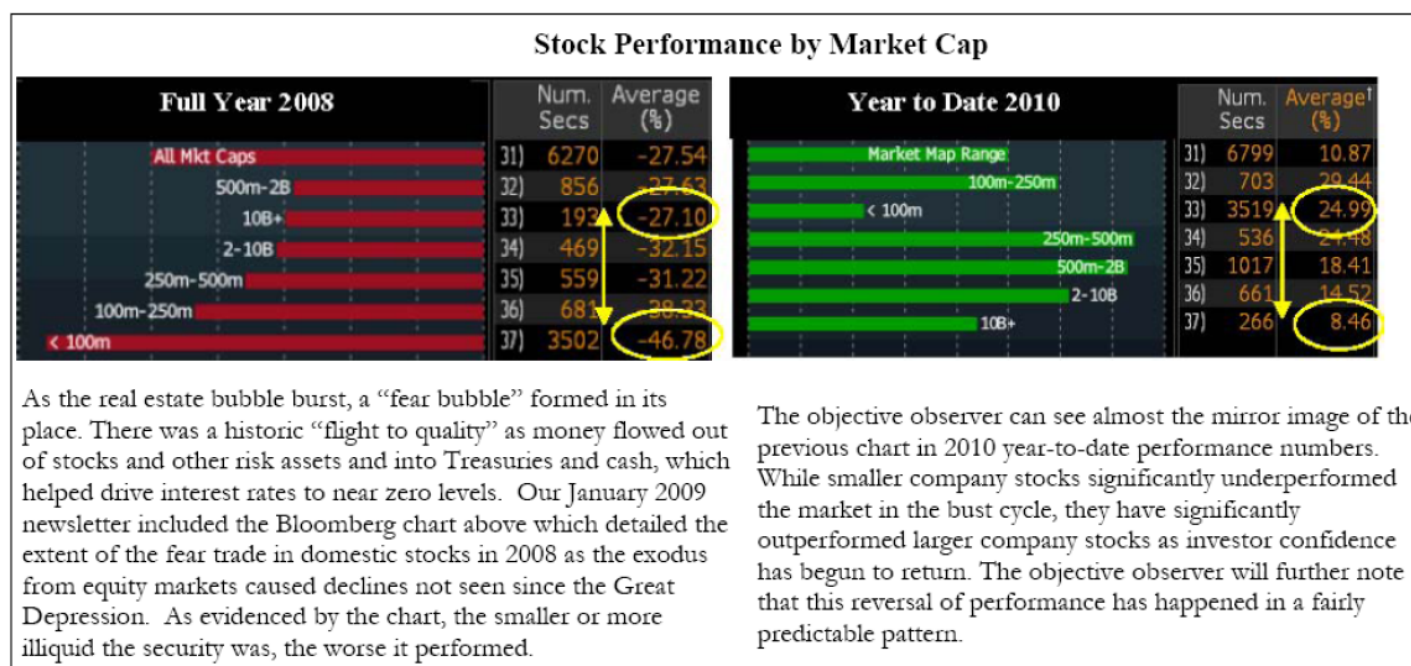 Stock Performance by Market Cap
Full Year 2008
Num. Secs Average (%)
All Mkt Caps 31) 6270 -27.54
500m-2B 32) 856 -27.63
10B+ 33) 193 -27.10
2-10B 34) 469 -32.15
250m-500m 35) 559 -31.22
100m-250m 36) 681 -38.33
< 100m 37) 3502 -46.78
As the real estate bubble burst, a “fear bubble” formed in its
place. There was a historic “flight to quality” as money flowed out
of stocks and other risk assets and into Treasuries and cash, which
helped drive interest rates to near zero levels. Our January 2009
newsletter included the Bloomberg chart above which detailed the
extent of the fear trade in domestic stocks in 2008 as the exodus
from equity markets caused declines not seen since the Great
Depression. As evidenced by the chart, the smaller or more
illiquid the security was, the worse it performed.
Year to Date 2010
Num. Secs Average↑ (%)
Market Map Range 31) 6799 10.87
100m-250m 32) 703 29.44
< 100m 33) 3519 24.99
250m-500m 34) 536 24.48
500m-2B 35) 1017 18.41
2-10B 36) 661 14.52
10B+ 37) 266 8.46
The objective observer can see almost the mirror image of the
previous chart in 2010 year-to-date performance numbers.
While smaller company stocks significantly underperformed
the market in the bust cycle, they have significantly
outperformed larger company stocks as investor confidence
has begun to return. The objective observer will further note
that this reversal of performance has happened in a fairly
predictable pattern.